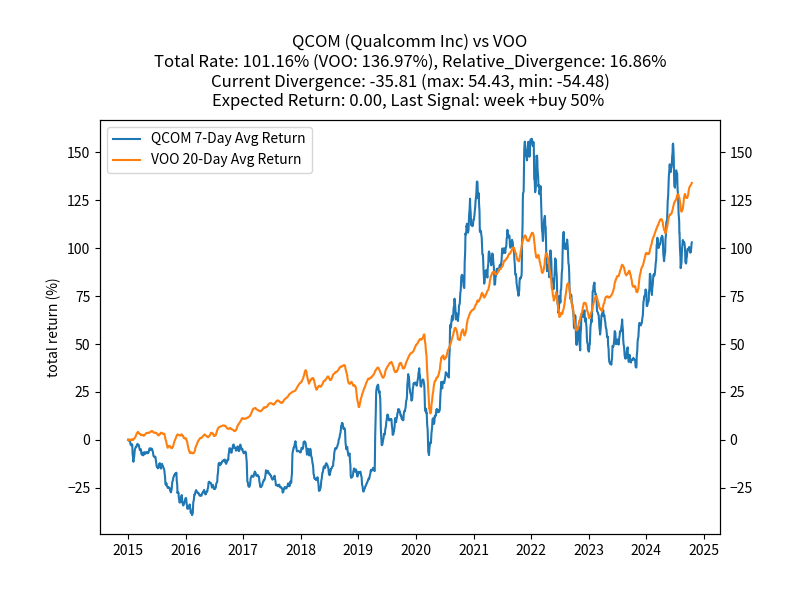 QCOM (Qualcomm Inc) vs VOO
Total Rate: 101.16% (VOO: 136.97%), Relative_Divergence: 16.86%
Current Divergence: -35.81 (max: 54.43, min: -54.48)
Expected Return: 0.00, Last Signal: week +buy 50%
QCOM 7-Day Avg Return
VOO 20-Day Avg Return
total return (%)
150
125
100
75
50
25
0
−25
150
125
100
75
50
25
0
−25
2015 2016 2017 2018 2019 2020 2021 2022 2023 2024 2025